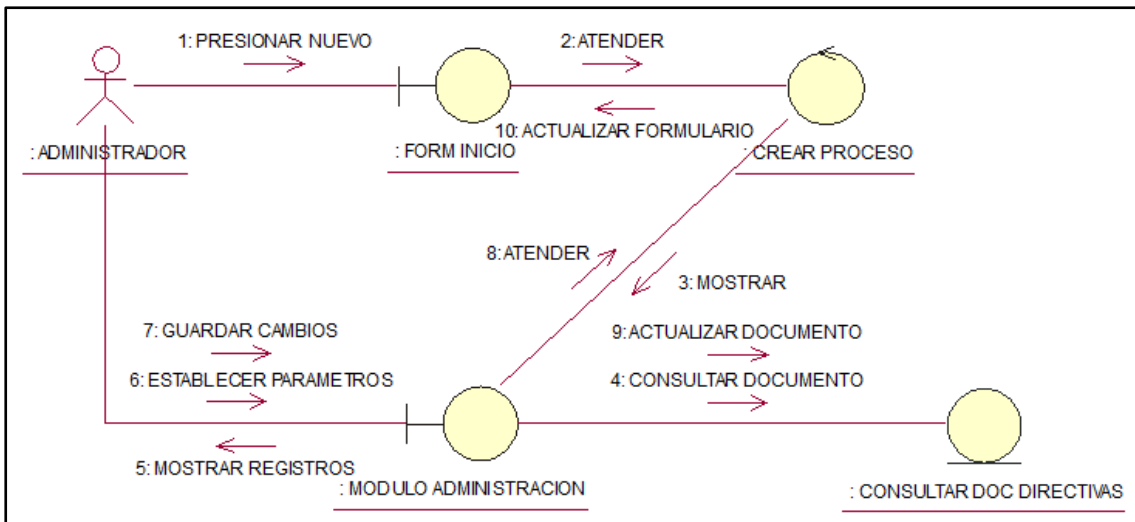 1: PRESIONAR NUEVO
2: ATENDER
10: ACTUALIZAR FORMULARIO
: ADMINISTRADOR
: FORM INICIO
: CREAR PROCESO
8: ATENDER
3: MOSTRAR
7: GUARDAR CAMBIOS
9: ACTUALIZAR DOCUMENTO
6: ESTABLECER PARAMETROS
4: CONSULTAR DOCUMENTO
5: MOSTRAR REGISTROS
: MODULO ADMINISTRACION
: CONSULTAR DOC DIRECTIVAS